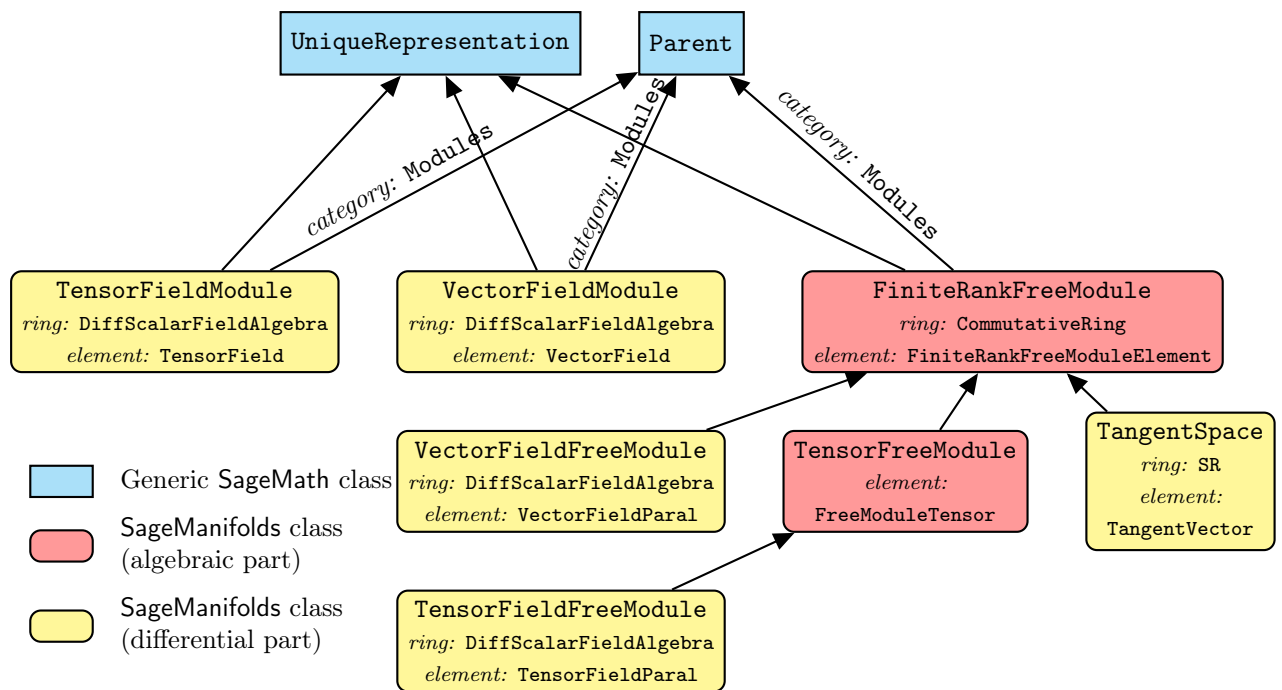 UniqueRepresentation
Parent
category: Modules
category: Modules
category: Modules
TensorFieldModule
ring: DiffScalarFieldAlgebra
element: TensorField
VectorFieldModule
ring: DiffScalarFieldAlgebra
element: VectorField
FiniteRankFreeModule
ring: CommutativeRing
element: FiniteRankFreeModuleElement
VectorFieldFreeModule
ring: DiffScalarFieldAlgebra
element: VectorFieldParal
TensorFreeModule
element:
FreeModuleTensor
TangentSpace
ring: SR
element:
TangentVector
Generic SageMath class
SageManifolds class
(algebraic part)
SageManifolds class
(differential part)
TensorFieldFreeModule
ring: DiffScalarFieldAlgebra
element: TensorFieldParal